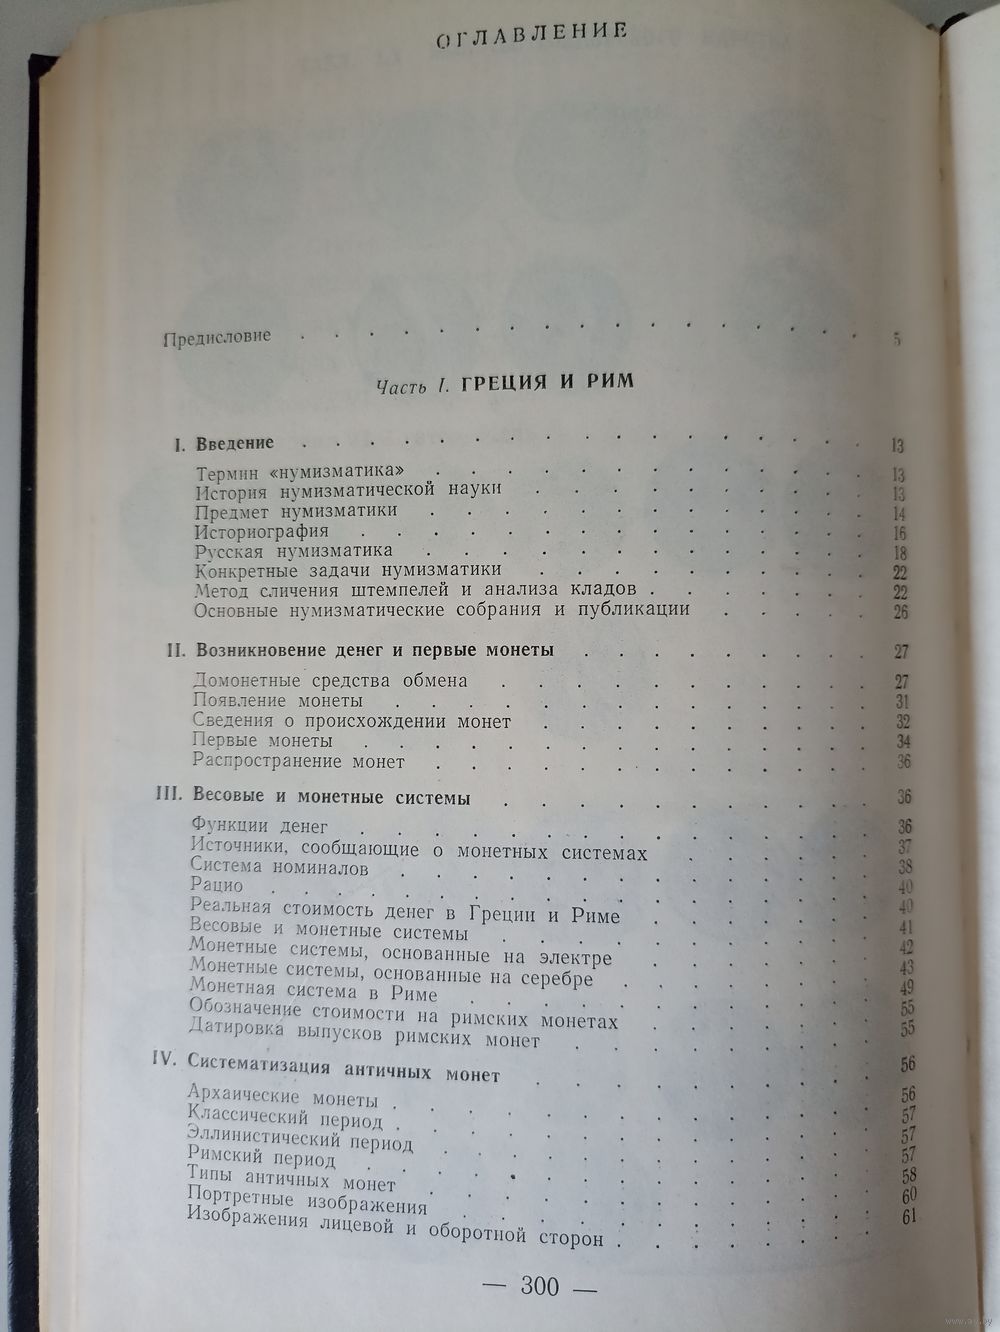 ОГЛАВЛЕНИЕ
Предисловие . . . . . . . . . . . . . . . . . 5
Часть I. ГРЕЦИЯ И РИМ
I. Введение . . . . . . . . . . . . . . . . . 13
Термин «нумизматика» . . . . . . . . . . . . . 13
История нумизматической науки . . . . . . . . . 13
Предмет нумизматики . . . . . . . . . . . . . 14
Историография . . . . . . . . . . . . . . . 16
Русская нумизматика . . . . . . . . . . . . . 18
Конкретные задачи нумизматики . . . . . . . . . 22
Метод сличения штемпелей и анализа кладов . . . . . . 22
Основные нумизматические собрания и публикации . . . . . 26
II. Возникновение денег и первые монеты . . . . . . . . 27
Домонетные средства обмена . . . . . . . . . . 27
Появление монеты . . . . . . . . . . . . . 31
Сведения о происхождении монет . . . . . . . . . 32
Первые монеты . . . . . . . . . . . . . . 34
Распространение монет . . . . . . . . . . . . 36
III. Весовые и монетные системы . . . . . . . . . . 36
Функции денег . . . . . . . . . . . . . . 36
Источники, сообщающие о монетных системах . . . . . 37
Система номиналов . . . . . . . . . . . . . 38
Рацио . . . . . . . . . . . . . . . . . 40
Реальная стоимость денег в Греции и Риме . . . . . . 40
Весовые и монетные системы . . . . . . . . . . 41
Монетные системы, основанные на электре . . . . . . 42
Монетные системы, основанные на серебре . . . . . . 43
Монетная система в Риме . . . . . . . . . . . 49
Обозначение стоимости на римских монетах . . . . . . 55
Датировка выпусков римских монет . . . . . . . . 55
IV. Систематизация античных монет . . . . . . . . . 56
Архаические монеты . . . . . . . . . . . . . 56
Классический период . . . . . . . . . . . . . 57
Эллинистический период . . . . . . . . . . . . 57
Римский период . . . . . . . . . . . . . . 57
Типы античных монет . . . . . . . . . . . . 58
Портретные изображения . . . . . . . . . . . 60
Изображения лицевой и оборотной сторон . . . . . . . 61
— 300 —
www.ay.by